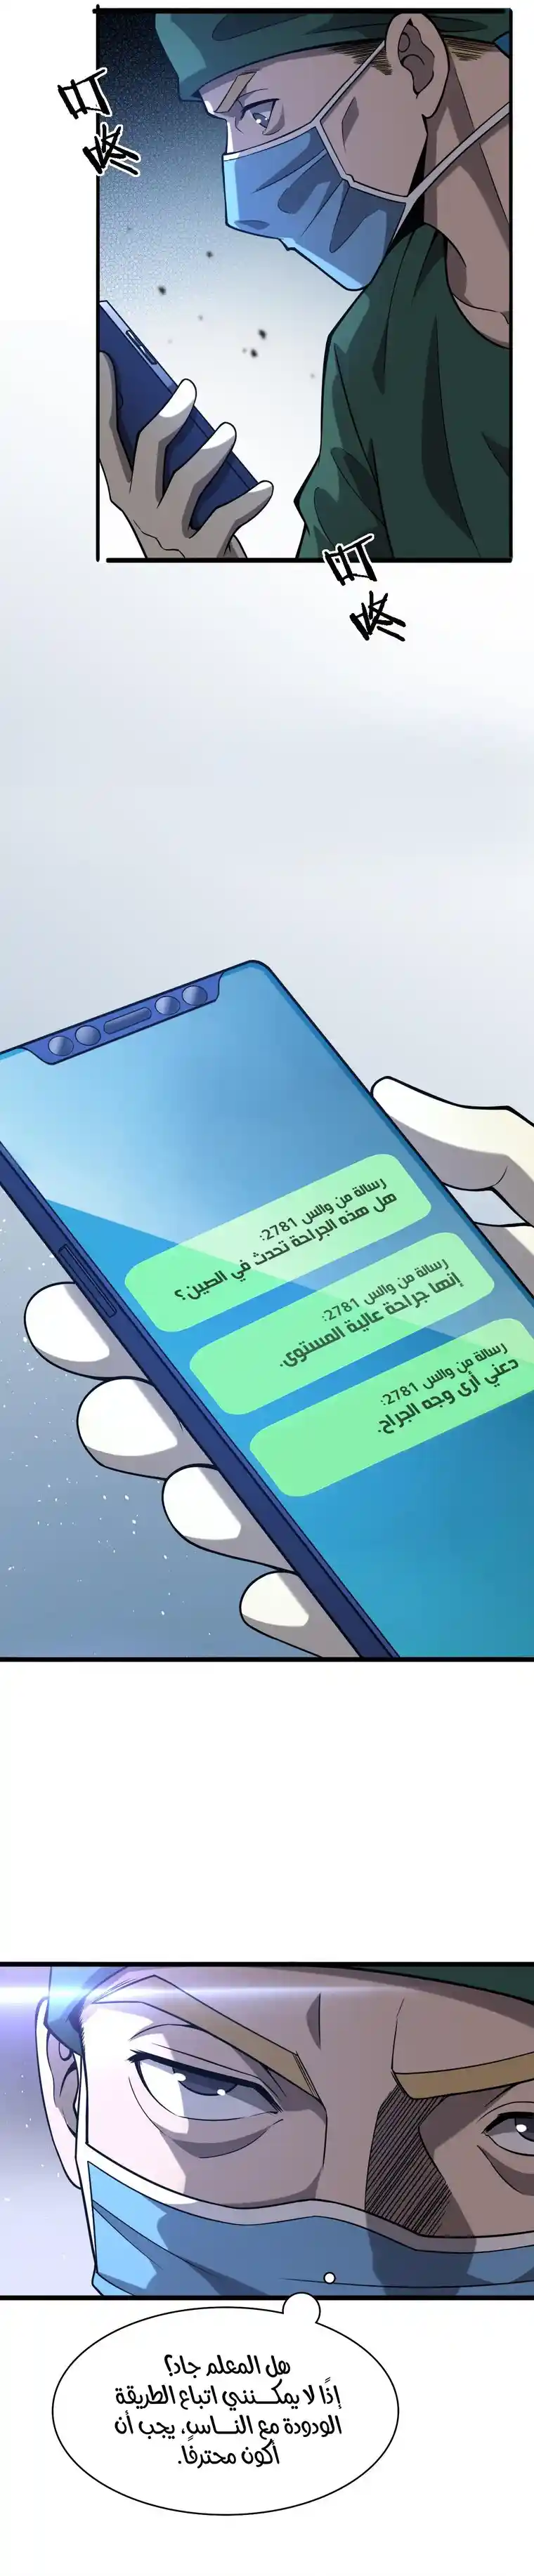 叮
咚
叮
咚
رسالة من والس 2781:
هل هذه الجراحة تحدث في الصين؟
رسالة من والس 2781:
إنها جراحة عالية المستوى.
رسالة من والس 2781:
دعني أرى وجه الجراح.
هل المعلم جاد؟
إذًا لا يمكـــنني اتباع الطريقة
الودودة مع النـــاس، يجب أن
أكون محترفًا.